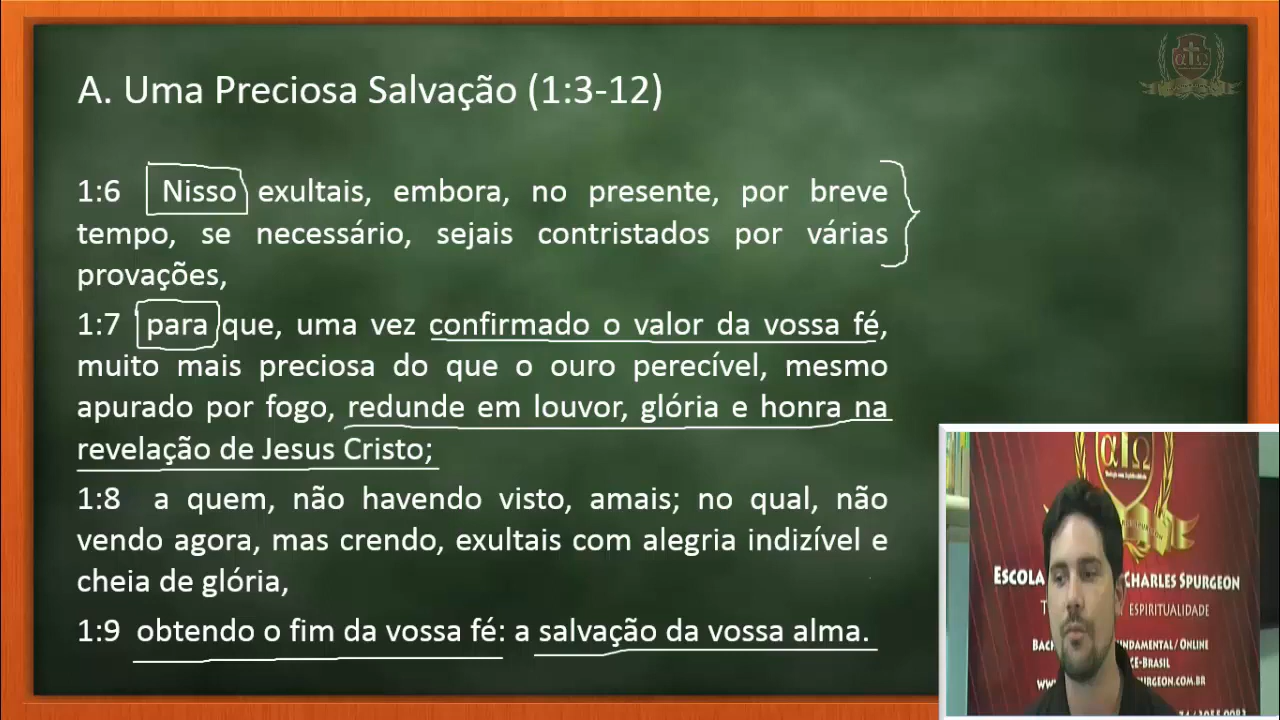 A. Uma Preciosa Salvação (1:3-12)
1:6 Nisso exultais, embora, no presente, por breve
tempo, se necessário, sejais contristados por várias
provações,
1:7 para que, uma vez confirmado o valor da vossa fé,
muito mais preciosa do que o ouro perecível, mesmo
apurado por fogo, redunde em louvor, glória e honra na
revelação de Jesus Cristo;
1:8 a quem, não havendo visto, amais; no qual, não
vendo agora, mas crendo, exultais com alegria indizível e
cheia de glória,
1:9 obtendo o fim da vossa fé: a salvação da vossa alma.
αΩ
ESCOLA CHARLES SPURGEON
ESPIRITUALIDADE
/ONLINE
-BRASIL